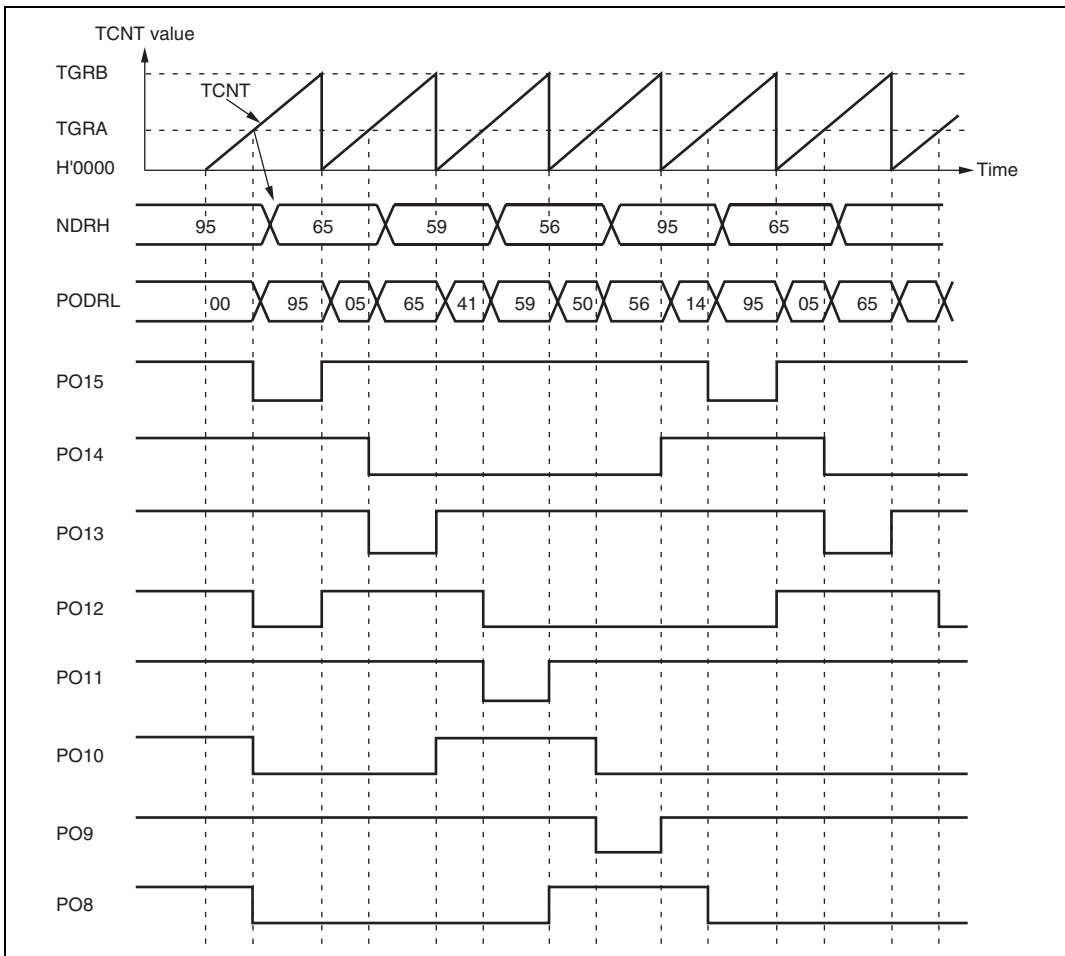 TCNT value
TGRB
TCNT
TGRA
H'0000
Time
NDRH 95 65 59 56 95 65
PODRL 00 95 05 65 41 59 50 56 14 95 05 65
PO15
PO14
PO13
PO12
PO11
PO10
PO9
PO8